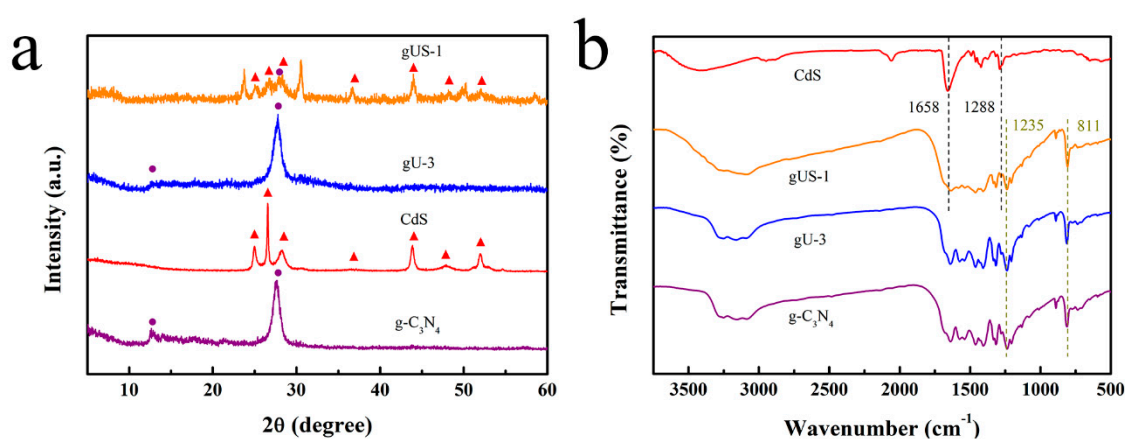 a
gUS-1
gU-3
CdS
g-C₃N₄
Intensity (a.u.)
10 20 30 40 50 60
2θ (degree)
b
CdS
1658 1288
1235 811
gUS-1
gU-3
g-C₃N₄
Transmittance (%)
3500 3000 2500 2000 1500 1000 500
Wavenumber (cm⁻¹)